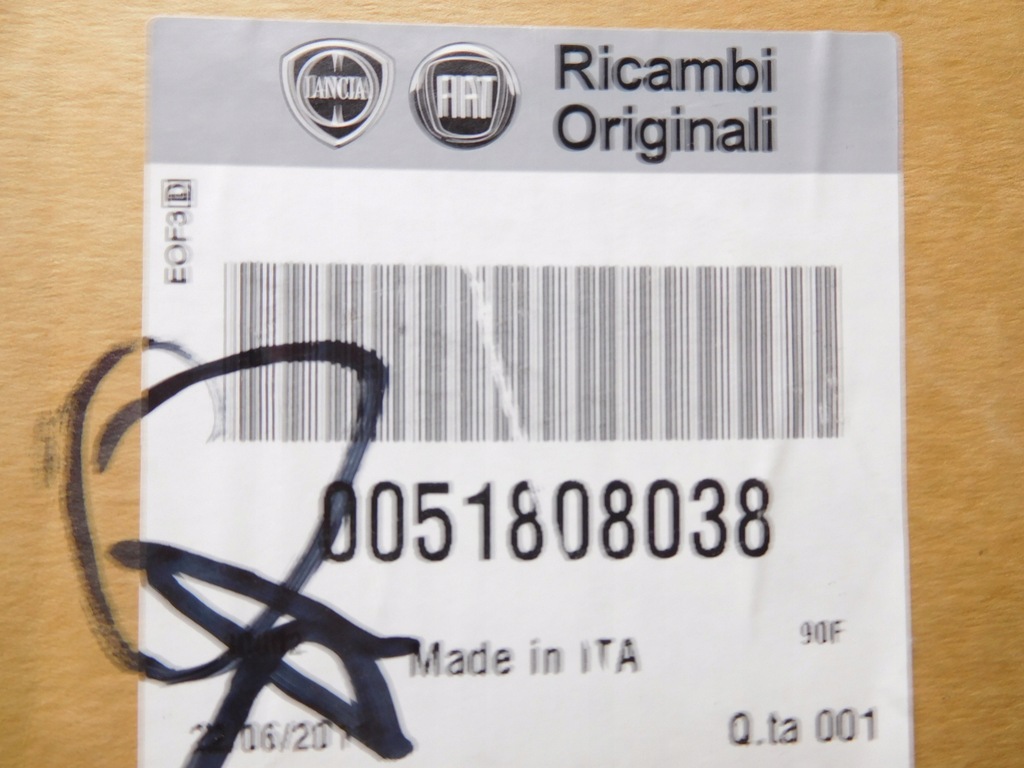 LANCIA FIAT Ricambi
Originali
EOF3 D
0051808038
Made in ITA
90F
Q.ta 001